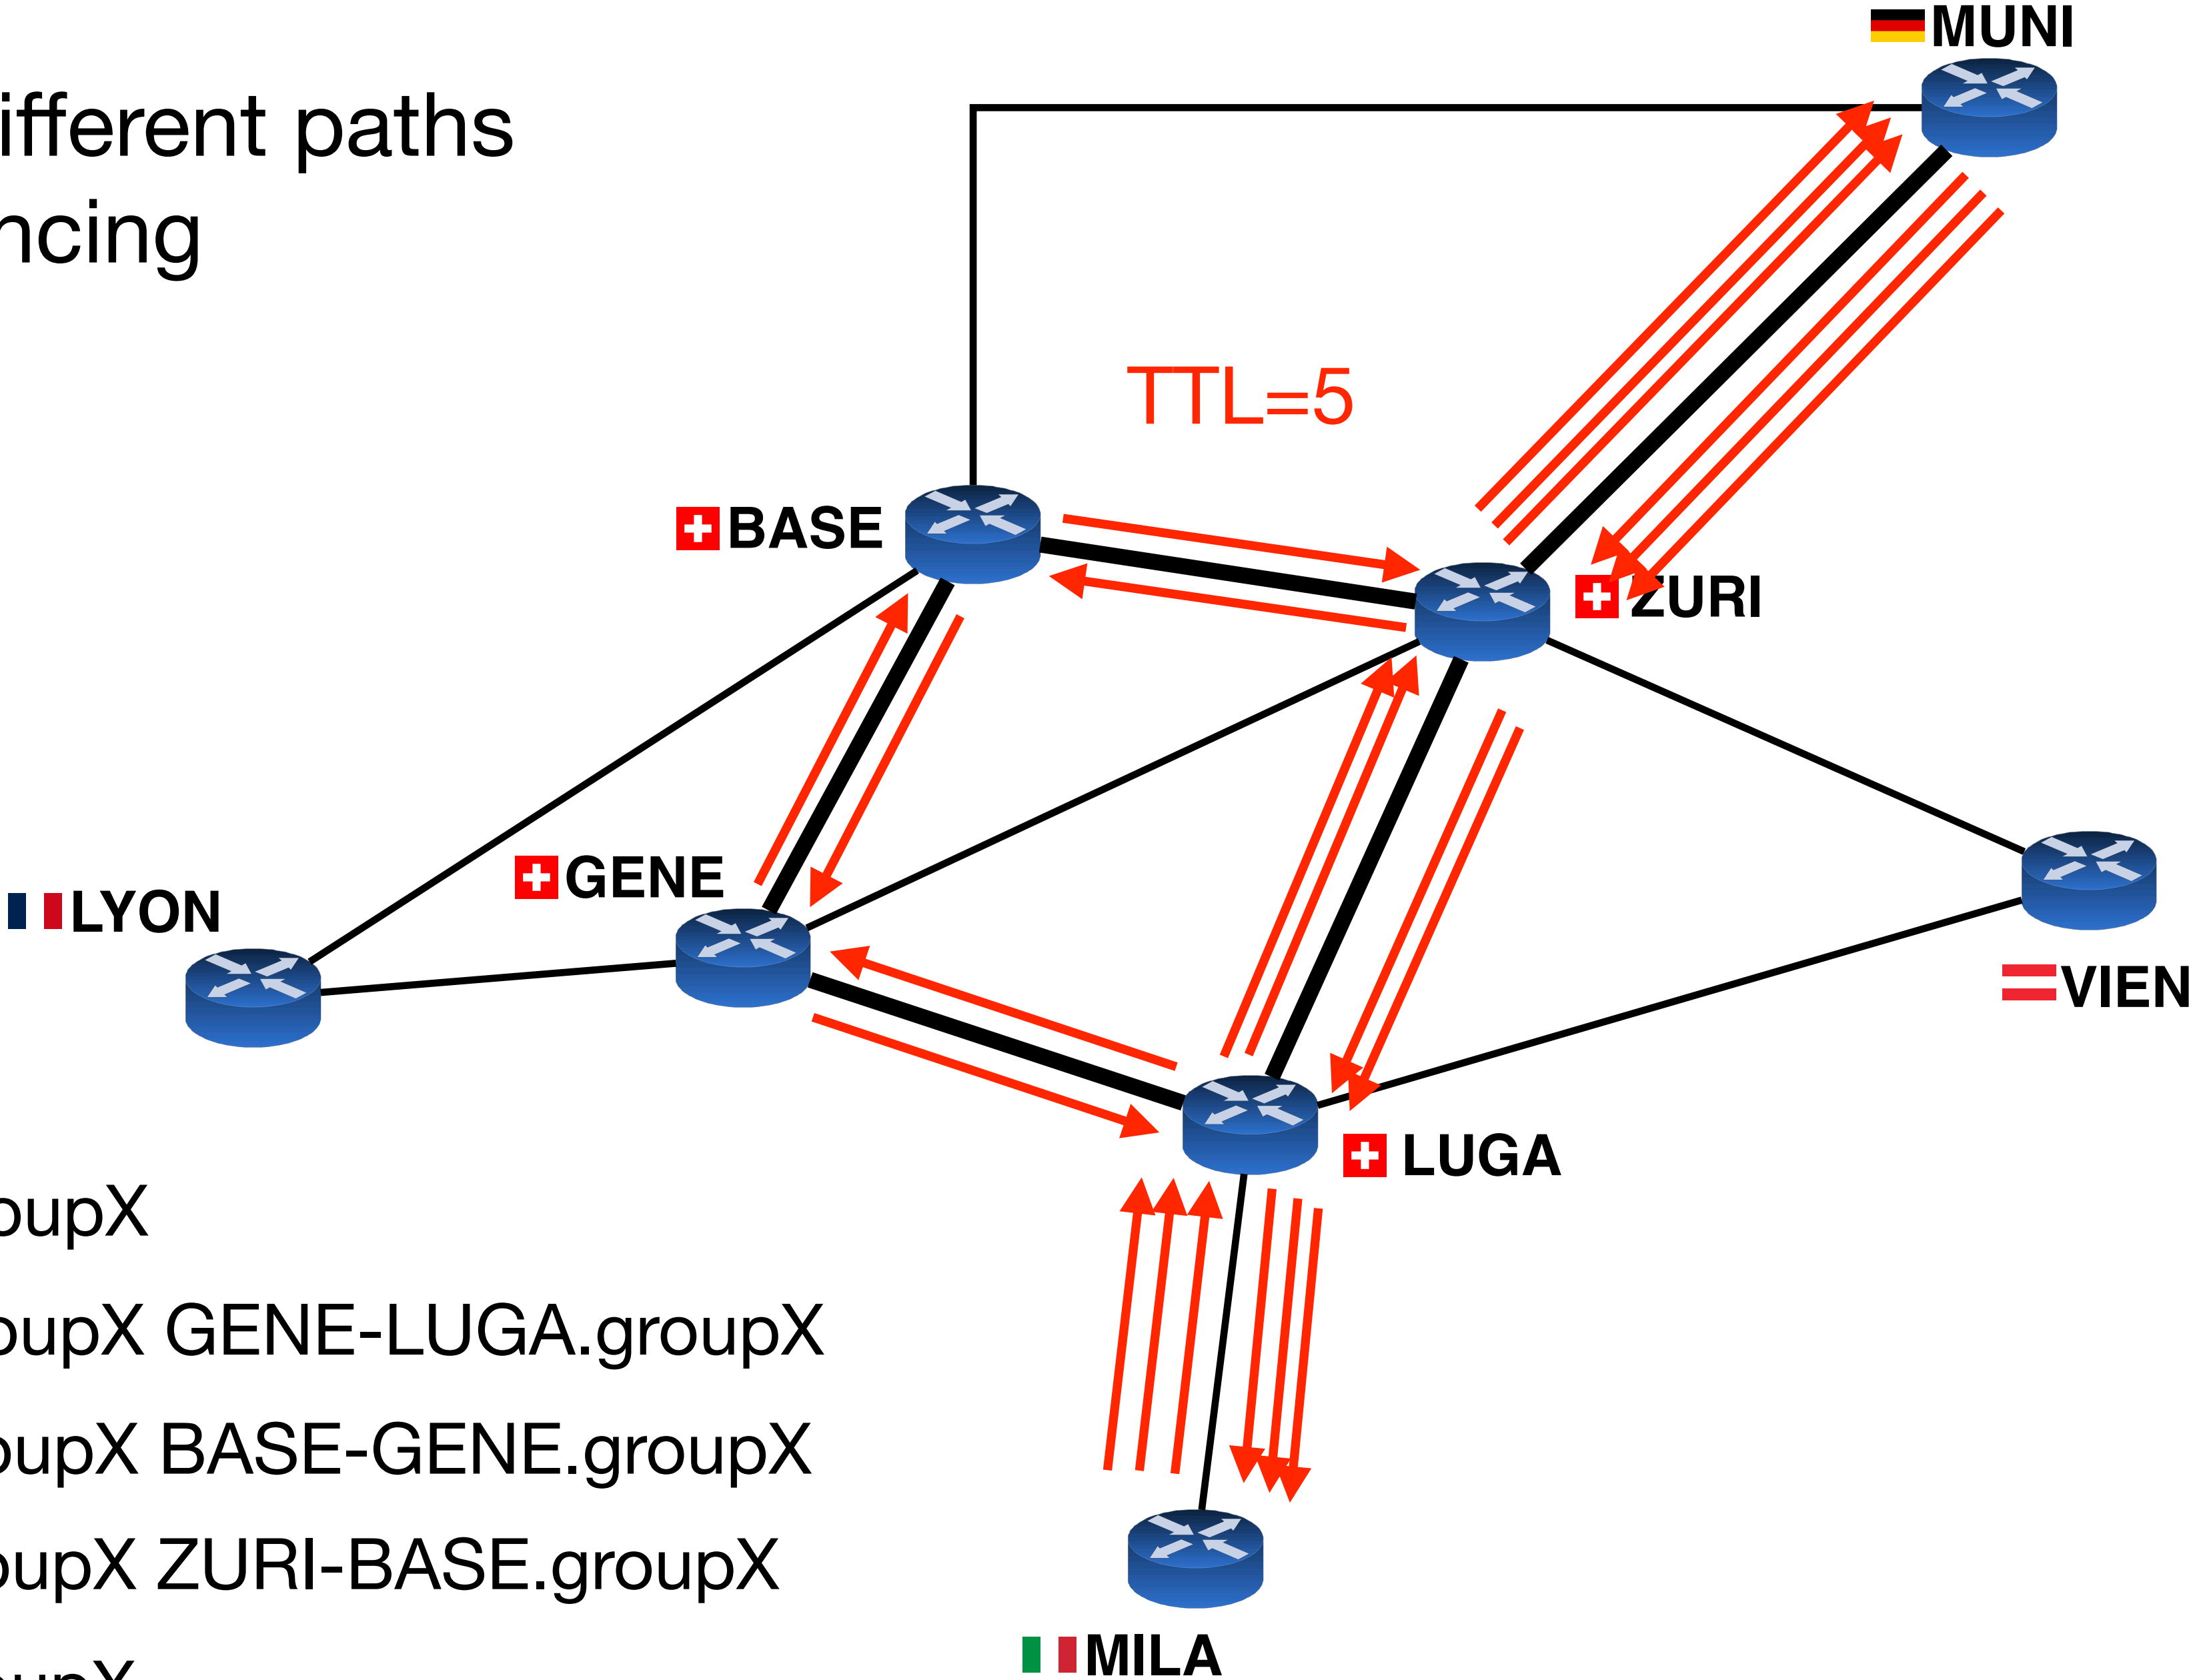 MUNI
ifferent paths
ncing
TTL=5
BASE
ZURI
GENE
LYON
VIEN
LUGA
oupX
oupX GENE-LUGA.groupX
oupX BASE-GENE.groupX
oupX ZURI-BASE.groupX
oupX
MILA